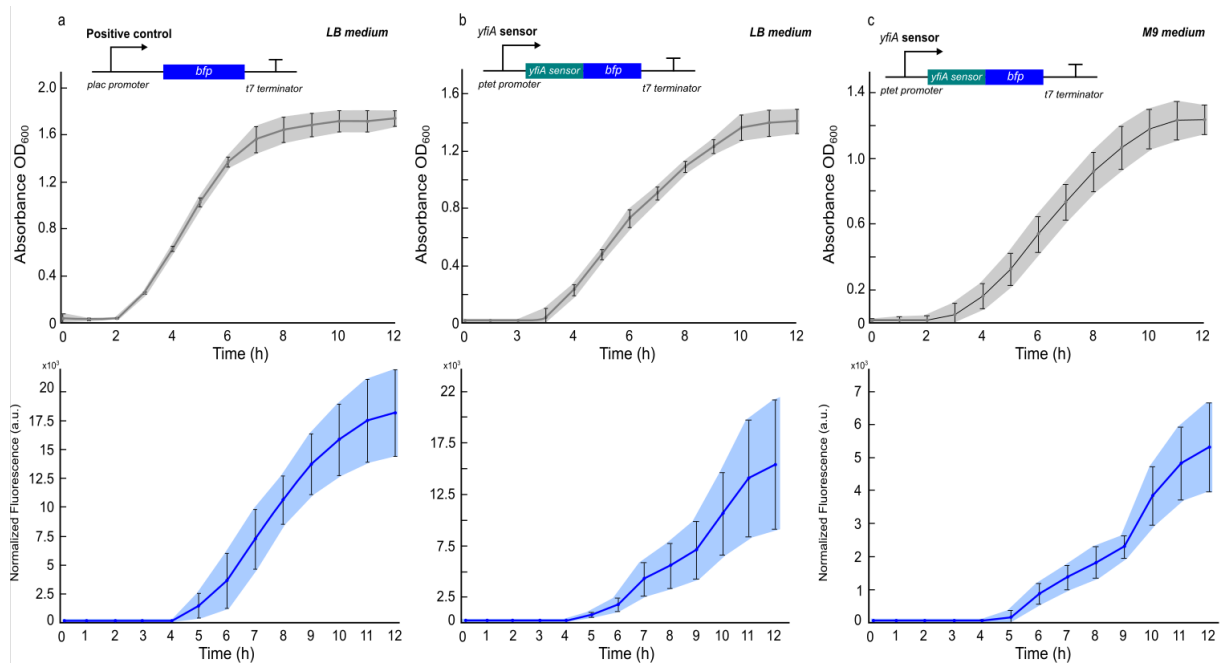 a
Positive control
LB medium
bfp
plac promoter
t7 terminator
Absorbance OD600
2.0
1.6
1.2
0.8
0.4
0
0 2 4 6 8 10 12
Time (h)
b
yfiA sensor
LB medium
yfiA sensor
bfp
ptet promoter
t7 terminator
Absorbance OD600
1.8
1.4
1
0.6
0.2
0
0 2 3 4 6 8 10 12
Time (h)
c
yfiA sensor
M9 medium
yfiA sensor
bfp
ptet promoter
t7 terminator
Absorbance OD600
1.4
1.0
0.6
0.2
0
0 2 4 6 8 10 12
Time (h)
x10³
Normalized Fluorescence (a.u.)
20
17.5
15
12.5
10
7.5
5
2.5
0
0 1 2 3 4 5 6 7 8 9 10 11 12
Time (h)
x10³
22
17.5
12.5
7.5
2.5
0
0 1 2 3 4 5 6 7 8 9 10 11 12
Time (h)
x10³
Normalized Fluorescence (a.u.)
7
6
5
4
3
2
1
0
0 1 2 3 4 5 6 7 8 9 10 11 12
Time (h)